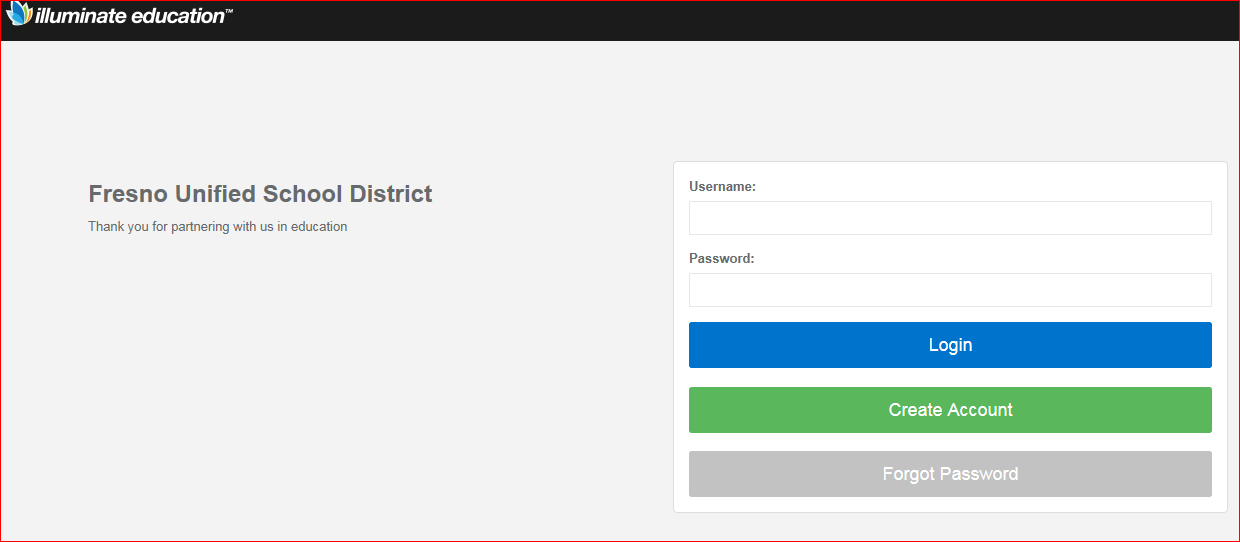 illuminate education™
Fresno Unified School District
Thank you for partnering with us in education
Username:
Password:
Login
Create Account
Forgot Password